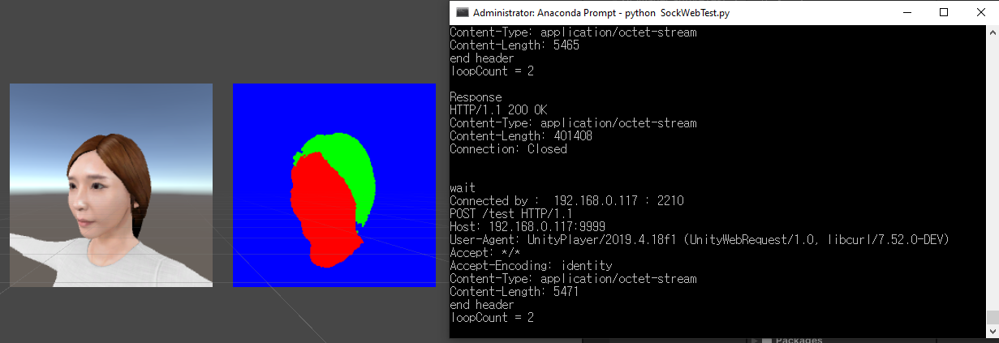 Administrator: Anaconda Prompt - python  SockWebTest.py
Content-Type: application/octet-stream
Content-Length: 5465
end header
loopCount = 2
Response
HTTP/1.1 200 OK
Content-Type: application/octet-stream
Content-Length: 401408
Connection: Closed
wait
Connected by :  192.168.0.117 : 2210
POST /test HTTP/1.1
Host: 192.168.0.117:9999
User-Agent: UnityPlayer/2019.4.18f1 (UnityWebRequest/1.0, libcurl/7.52.0-DEV)
Accept: */*
Accept-Encoding: identity
Content-Type: application/octet-stream
Content-Length: 5471
end header
loopCount = 2
Packages